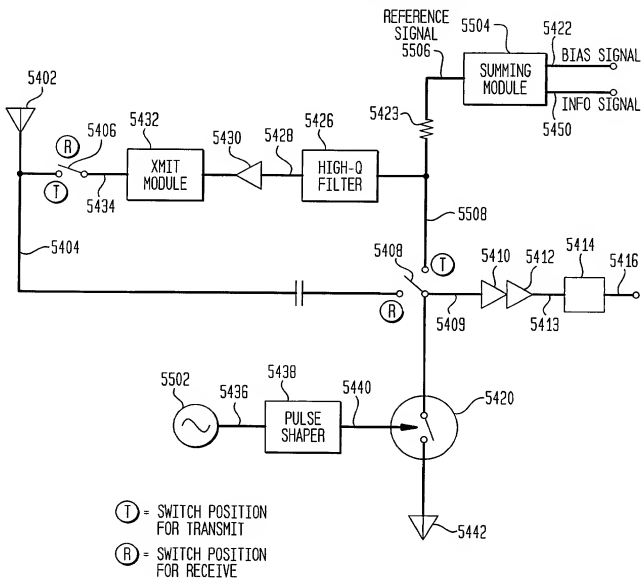 REFERENCE
SIGNAL
5506
5504
5422
SUMMING
MODULE
BIAS SIGNAL
INFO SIGNAL
5450
5423
5402
R
5406
5432
5430
5428
5426
XMIT
MODULE
HIGH-Q
FILTER
T
5434
5404
5508
5408
T
5410
5412
5414
5416
R
5409
5413
5502
5436
5438
5440
5420
PULSE
SHAPER
5442
T = SWITCH POSITION
FOR TRANSMIT
R = SWITCH POSITION
FOR RECEIVE